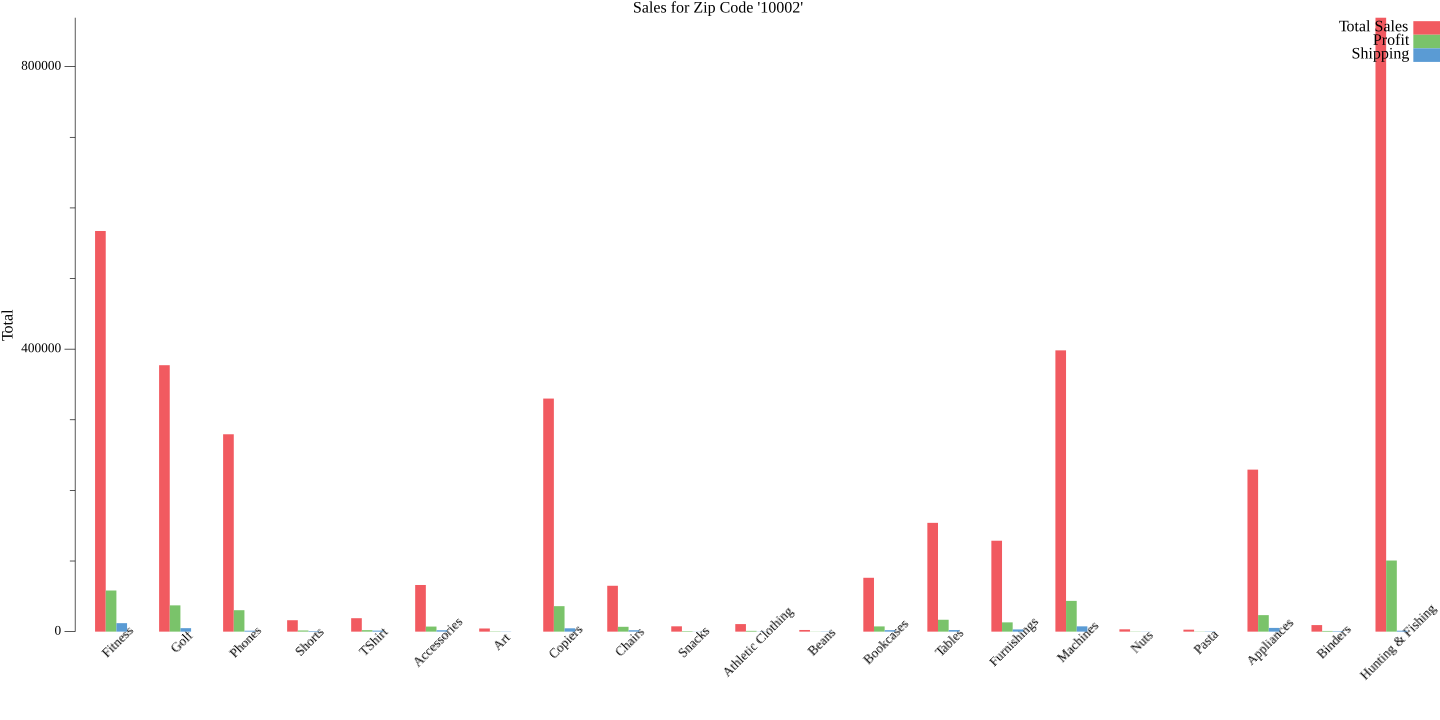 Sales for Zip Code '10002'
Total Sales
Profit
Shipping
800000
400000
0
Total
Fitness
Golf
Phones
Shorts
TShirt
Accessories
Art
Copiers
Chairs
Snacks
Athletic Clothing
Beans
Bookcases
Tables
Furnishings
Machines
Nuts
Pasta
Appliances
Binders
Hunting & Fishing